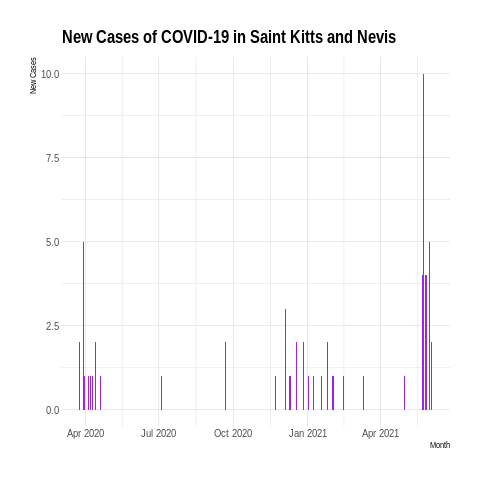 New Cases of COVID-19 in Saint Kitts and Nevis
New Cases
10.0
7.5
5.0
2.5
0.0
Apr 2020 Jul 2020 Oct 2020 Jan 2021 Apr 2021
Month